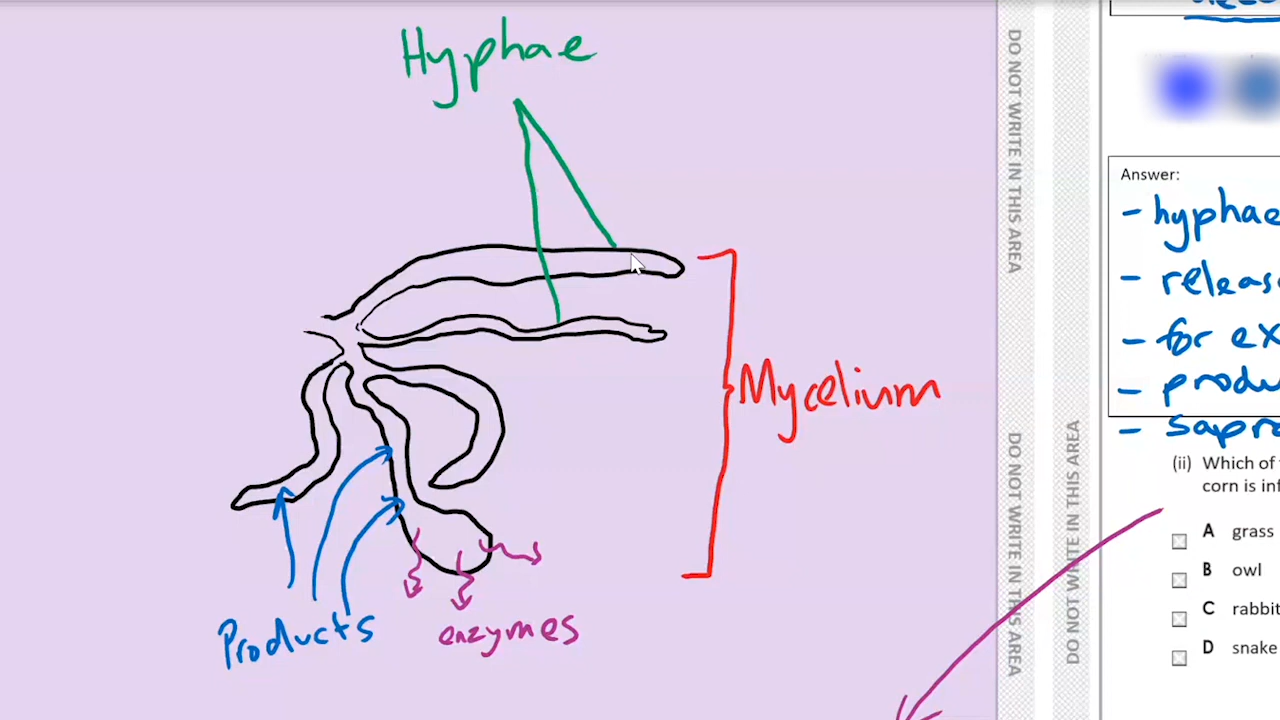 Hyphae
Mycelium
Products
enzymes
DO NOT WRITE IN THIS AREA
DO NOT WRITE IN THIS AREA
DO NOT WRITE IN THIS AREA
Answer:
- hyphae
- releas
- for ex
- produ
- sapro
(ii) Which of
corn is inf
A grass
B owl
C rabbit
D snake